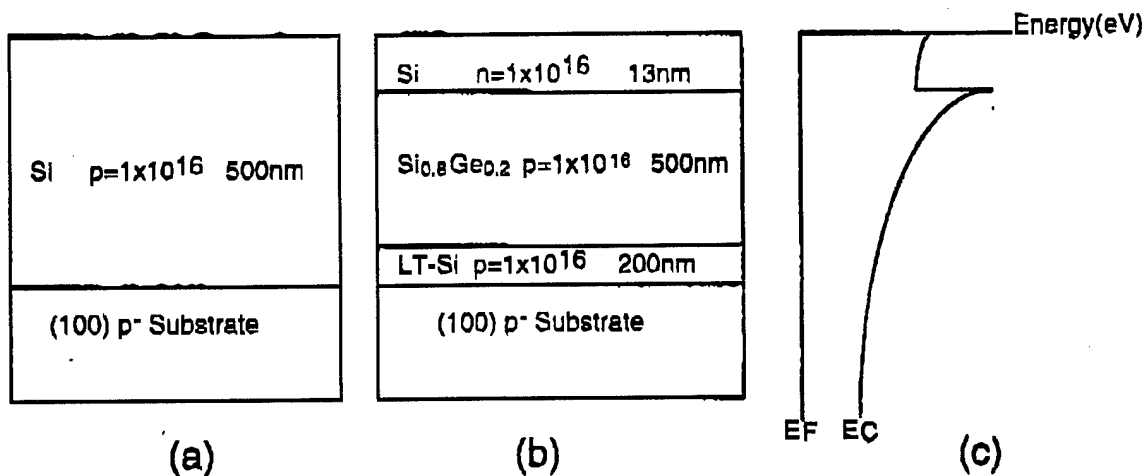 Energy(eV)
Si n=1x10^16 13nm
Si p=1x10^16 500nm
Si0.8Ge0.2 p=1x10^16 500nm
LT-Si p=1x10^16 200nm
(100) p- Substrate
(100) p- Substrate
EF EC
(a) (b) (c)